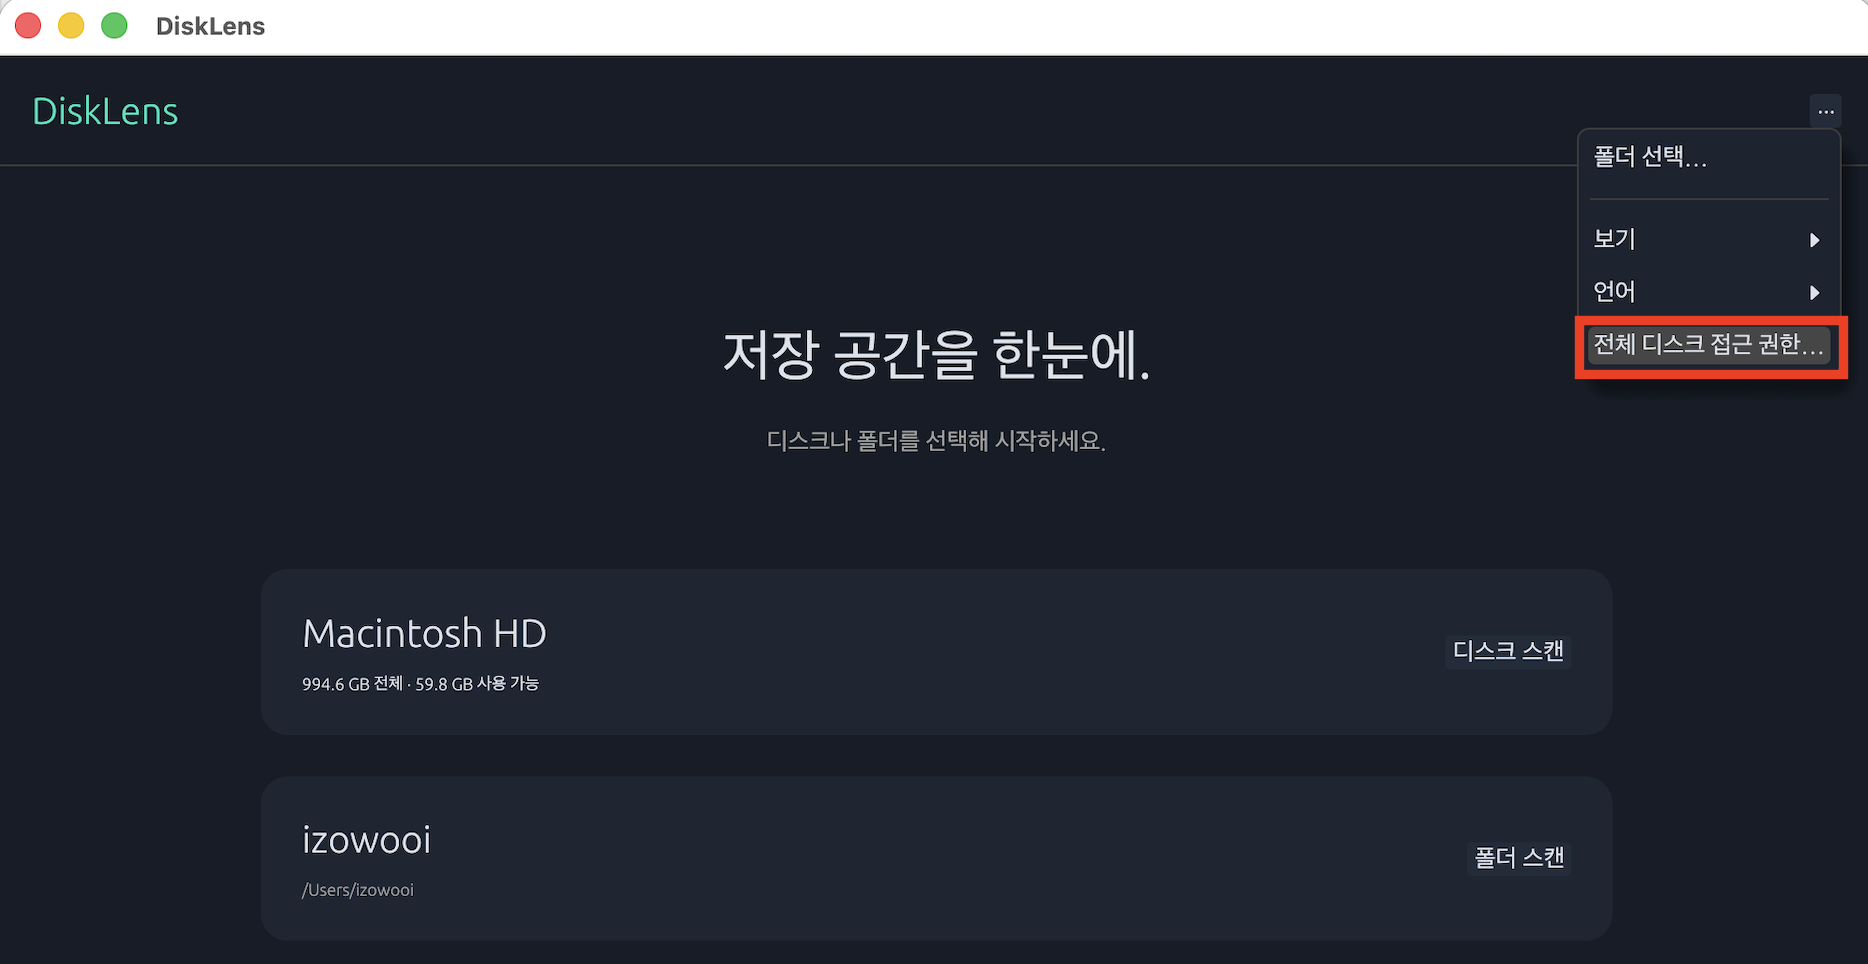 DiskLens
DiskLens
...
폴더 선택...
보기
언어
전체 디스크 접근 권한...
저장 공간을 한눈에.
디스크나 폴더를 선택해 시작하세요.
Macintosh HD
994.6 GB 전체 · 59.8 GB 사용 가능
디스크 스캔
izowooi
/Users/izowooi
폴더 스캔